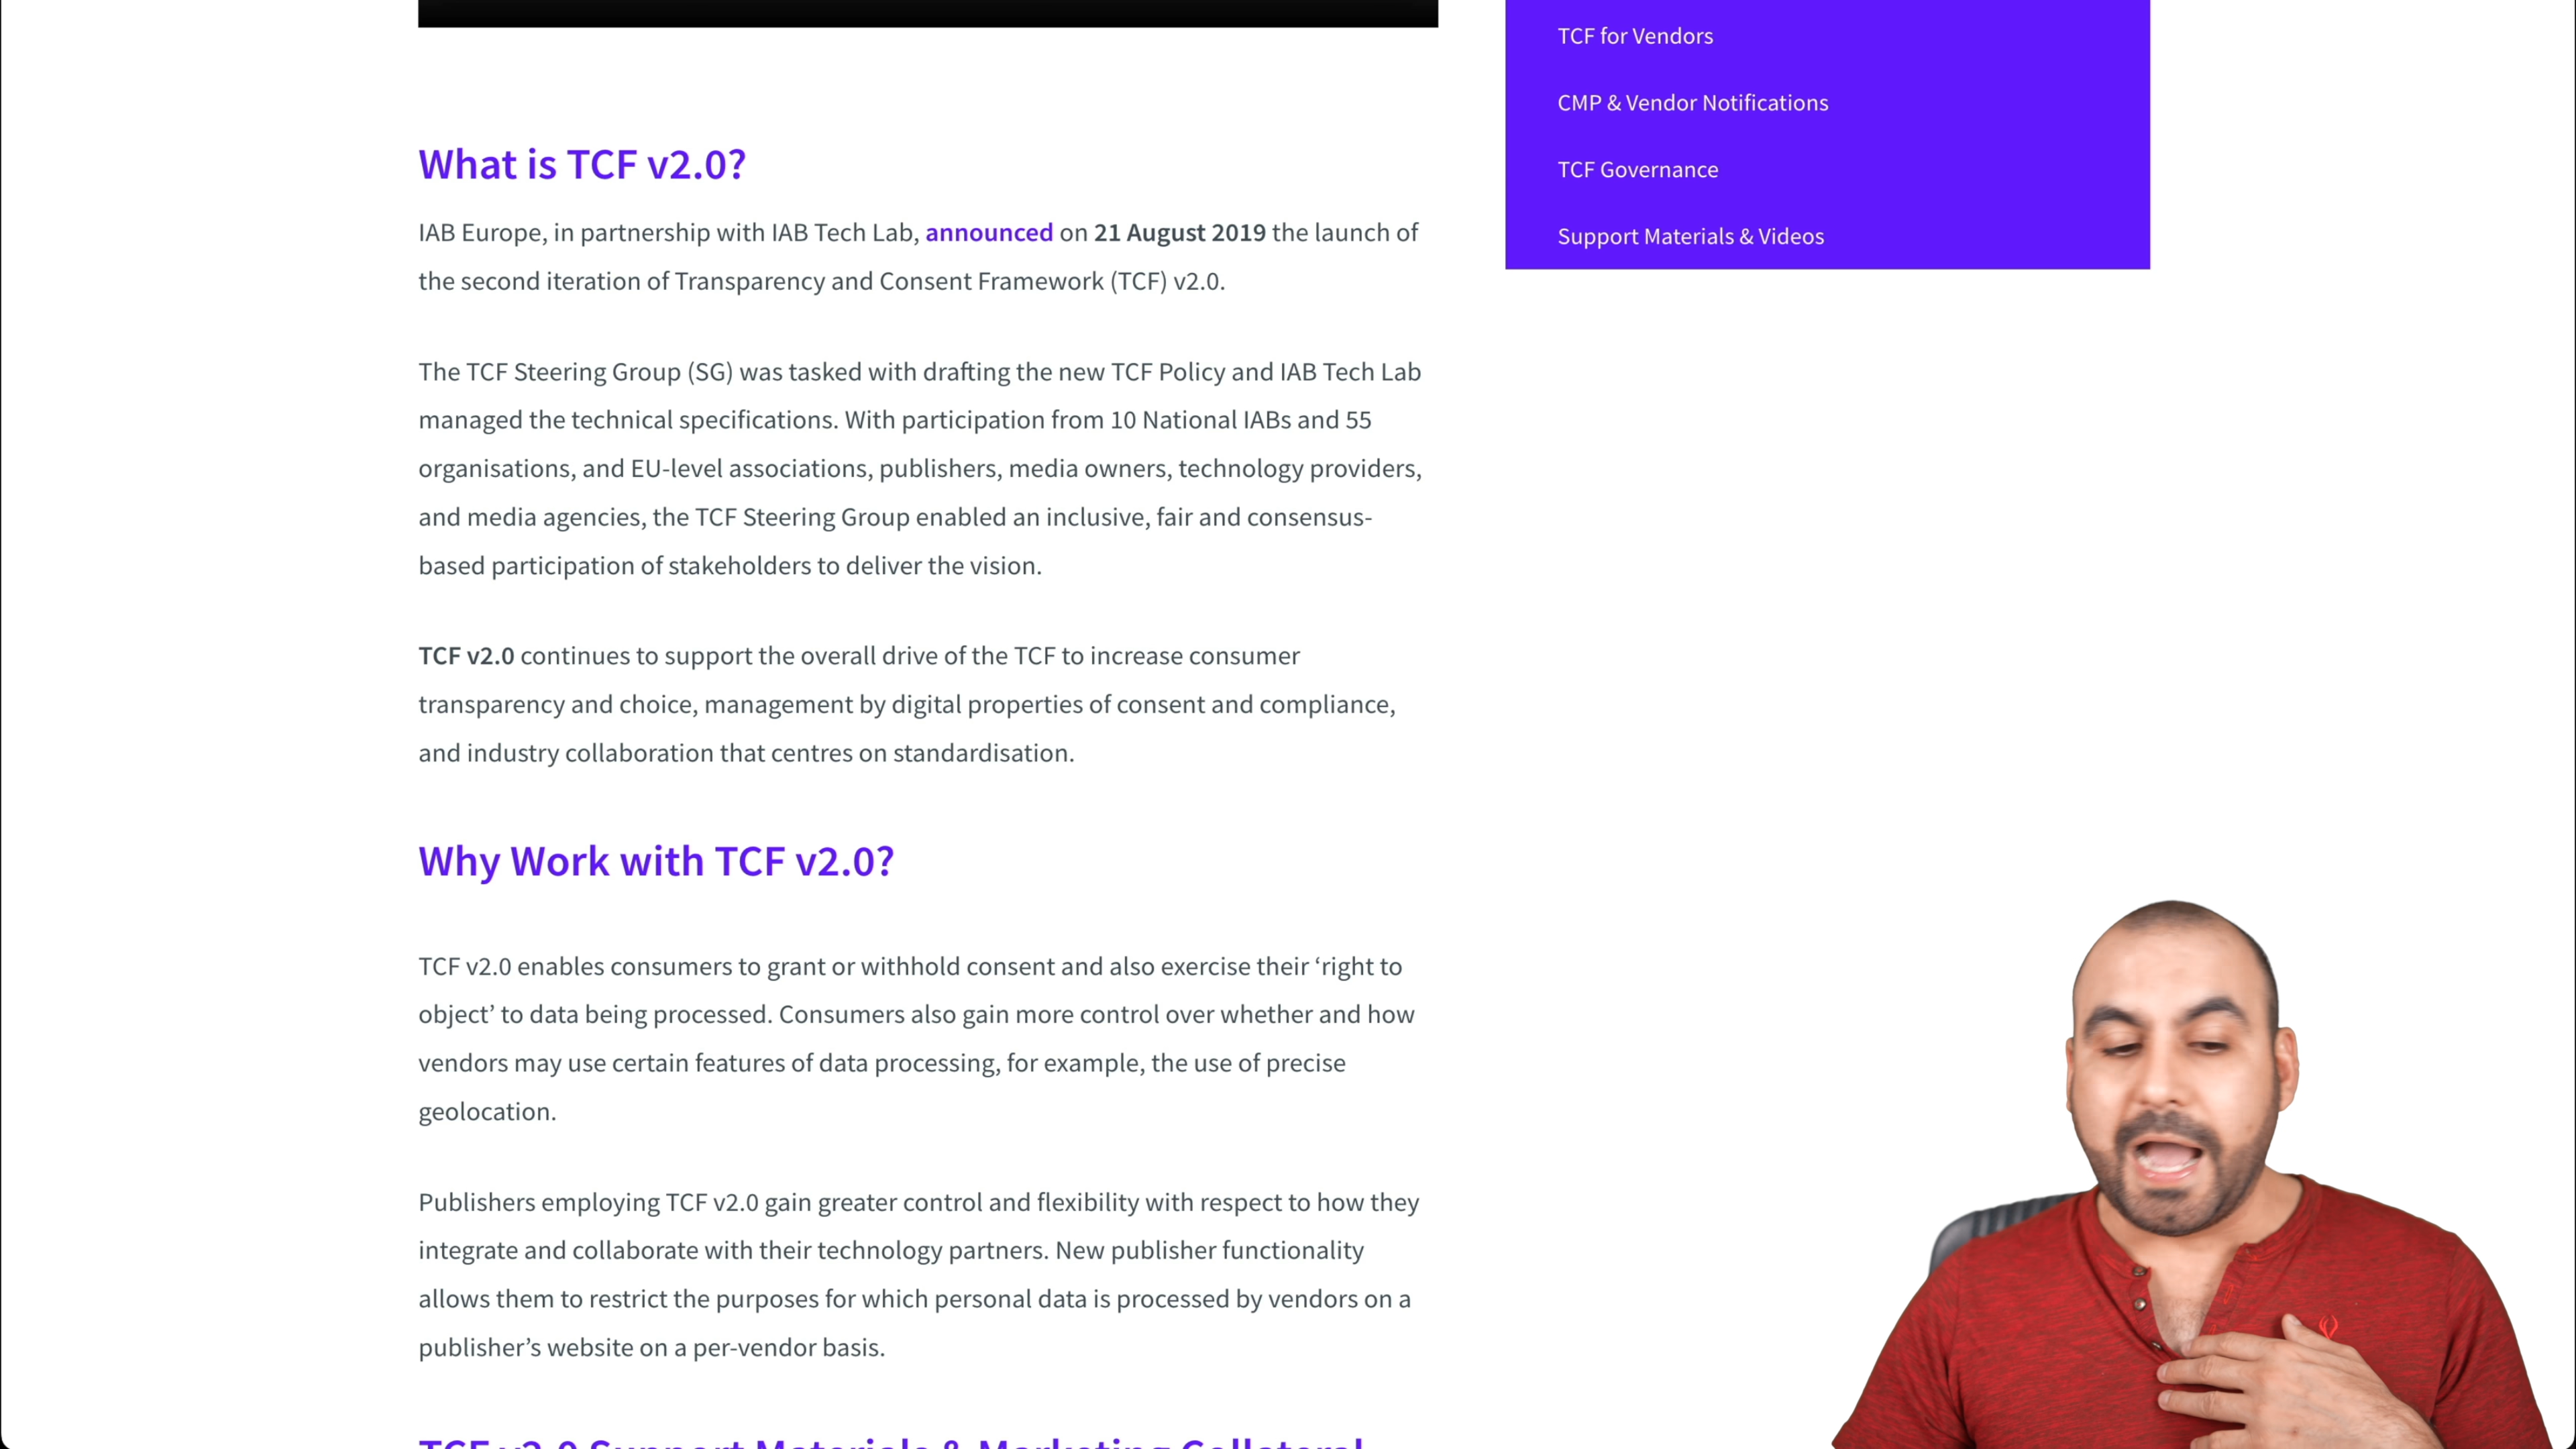 TCF for Vendors
CMP & Vendor Notifications
TCF Governance
Support Materials & Videos
What is TCF v2.0?
IAB Europe, in partnership with IAB Tech Lab, announced on 21 August 2019 the launch of
the second iteration of Transparency and Consent Framework (TCF) v2.0.
The TCF Steering Group (SG) was tasked with drafting the new TCF Policy and IAB Tech Lab
managed the technical specifications. With participation from 10 National IABs and 55
organisations, and EU-level associations, publishers, media owners, technology providers,
and media agencies, the TCF Steering Group enabled an inclusive, fair and consensus-
based participation of stakeholders to deliver the vision.
TCF v2.0 continues to support the overall drive of the TCF to increase consumer
transparency and choice, management by digital properties of consent and compliance,
and industry collaboration that centres on standardisation.
Why Work with TCF v2.0?
TCF v2.0 enables consumers to grant or withhold consent and also exercise their ‘right to
object’ to data being processed. Consumers also gain more control over whether and how
vendors may use certain features of data processing, for example, the use of precise
geolocation.
Publishers employing TCF v2.0 gain greater control and flexibility with respect to how they
integrate and collaborate with their technology partners. New publisher functionality
allows them to restrict the purposes for which personal data is processed by vendors on a
publisher’s website on a per-vendor basis.
TCF v2.0 Support Materials & Marketing Collateral